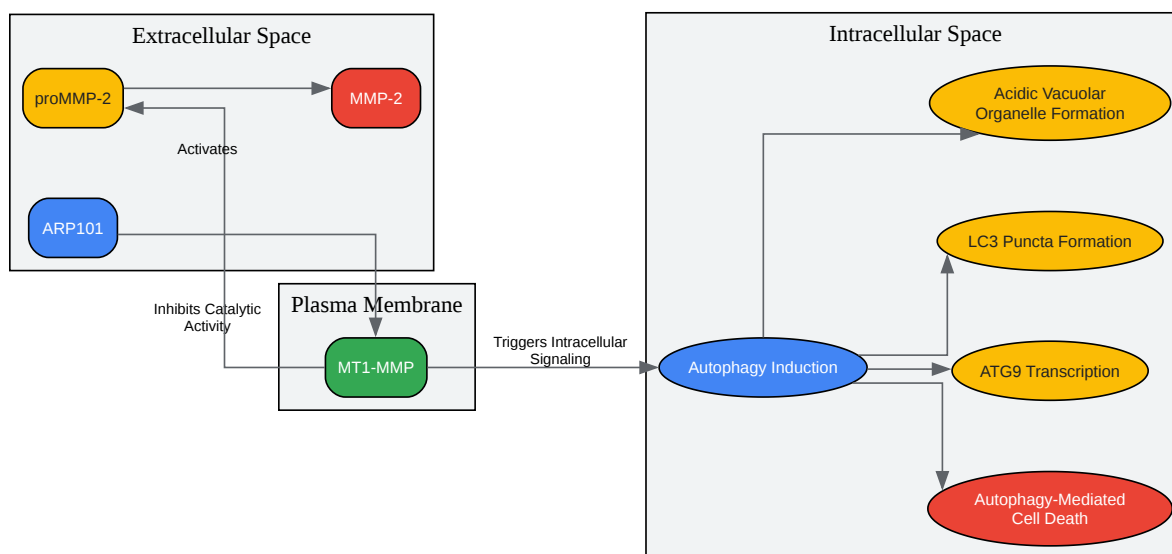 Extracellular Space
proMMP-2
MMP-2
Activates
ARP101
Inhibits Catalytic
Activity
Plasma Membrane
MT1-MMP
Triggers Intracellular
Signaling
Intracellular Space
Acidic Vacuolar
Organelle Formation
LC3 Puncta Formation
Autophagy Induction
ATG9 Transcription
Autophagy-Mediated
Cell Death